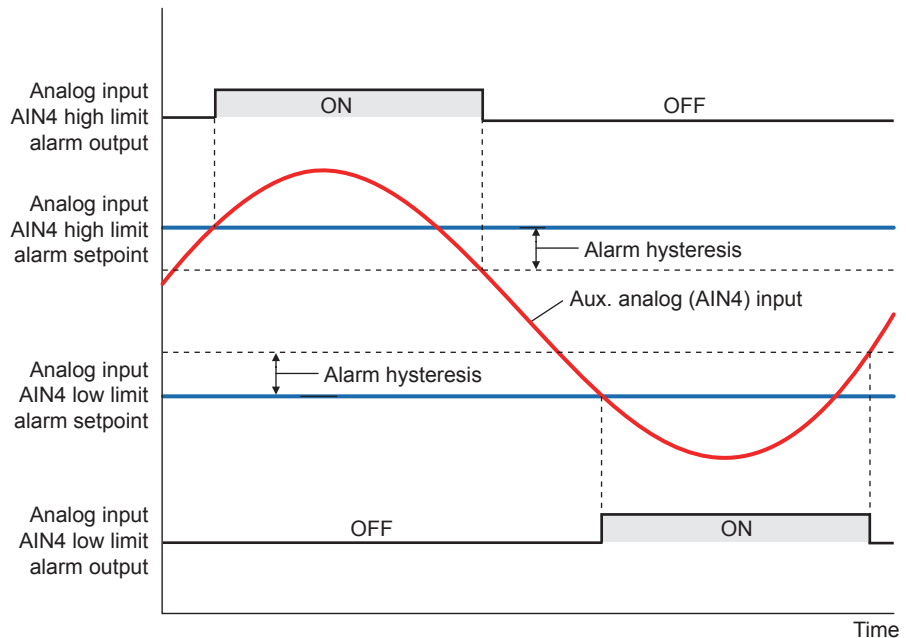 Analog input
AIN4 high limit
alarm output
ON
OFF
Analog input
AIN4 high limit
alarm setpoint
Alarm hysteresis
Aux. analog (AIN4) input
Analog input
AIN4 low limit
alarm setpoint
Alarm hysteresis
Analog input
AIN4 low limit
alarm output
OFF
ON
Time